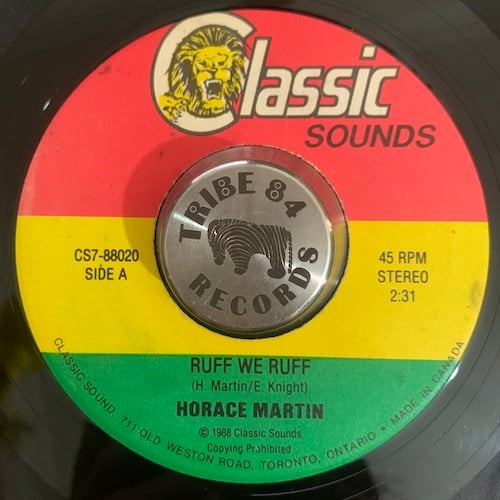 Classic
SOUNDS
TRIBE 84
RECORDS
CS7-88020
SIDE A
45 RPM
STEREO
2:31
RUFF WE RUFF
(H. Martin/E. Knight)
HORACE MARTIN
© 1988 Classic Sounds
Copying Prohibited
CLASSIC SOUND, 711 OLD WESTON ROAD, TORONTO, ONTARIO • MADE IN CANADA